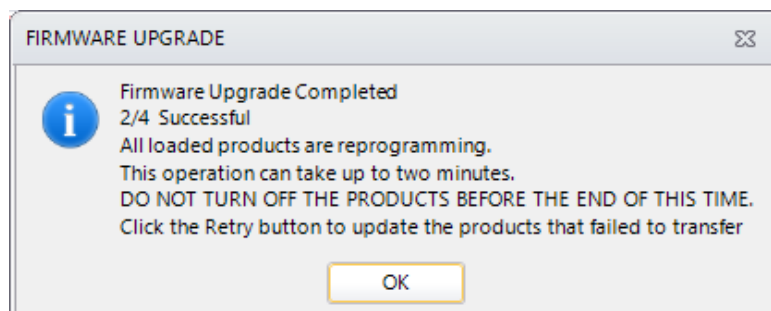 FIRMWARE UPGRADE
Firmware Upgrade Completed
2/4 Successful
All loaded products are reprogramming.
This operation can take up to two minutes.
DO NOT TURN OFF THE PRODUCTS BEFORE THE END OF THIS TIME.
Click the Retry button to update the products that failed to transfer
OK